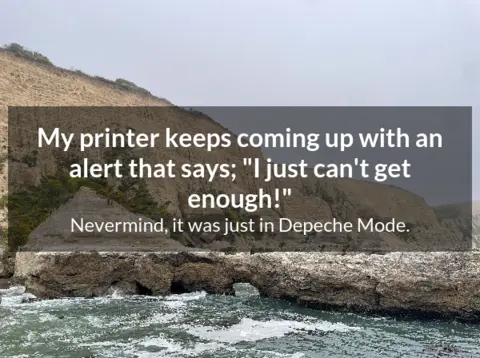 My printer keeps coming up with an
alert that says; "I just can't get
enough!"
Nevermind, it was just in Depeche Mode.